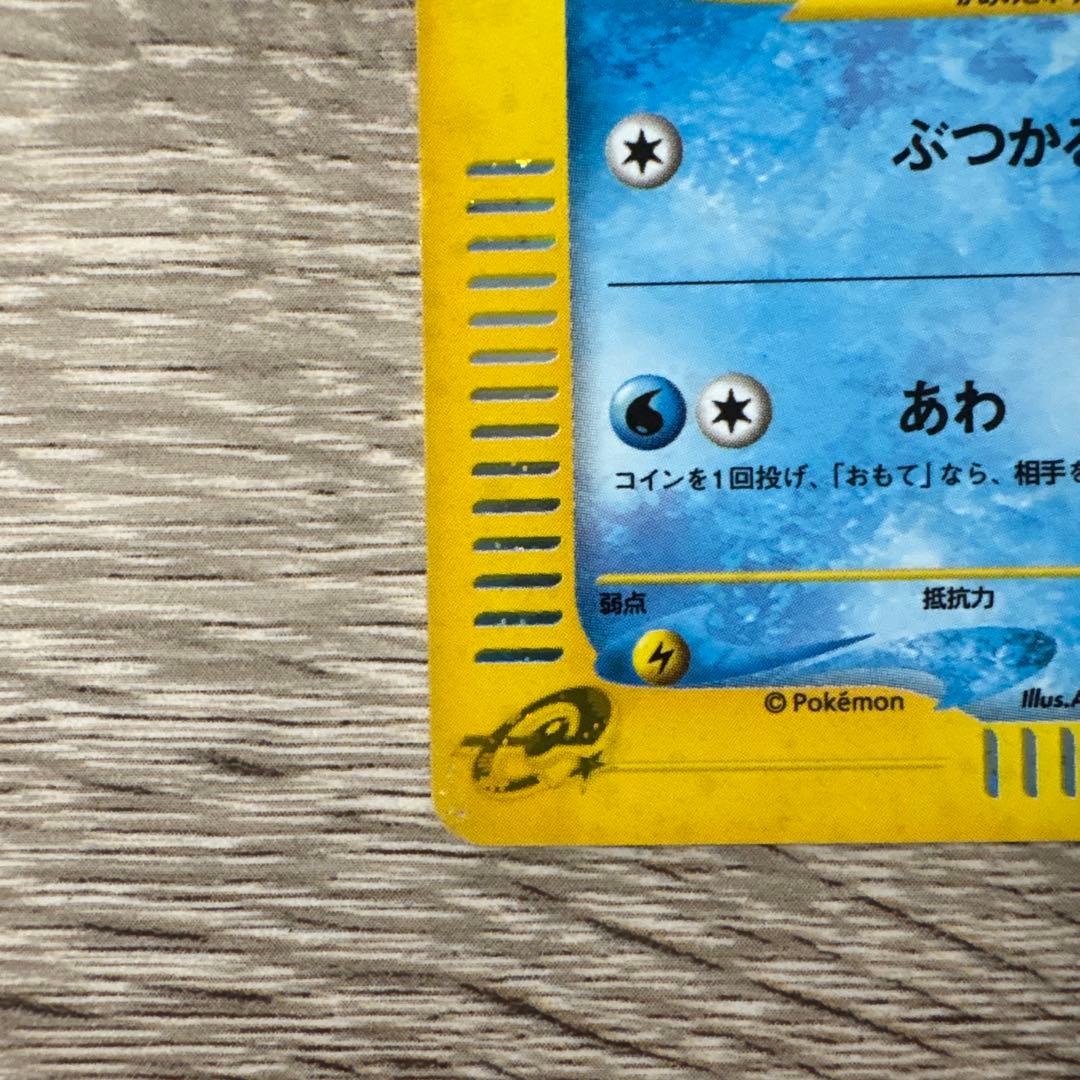 ぶつかる
あわ
コインを1回投げ、「おもて」なら、相手を
弱点
抵抗力
© Pokémon
Illus.A